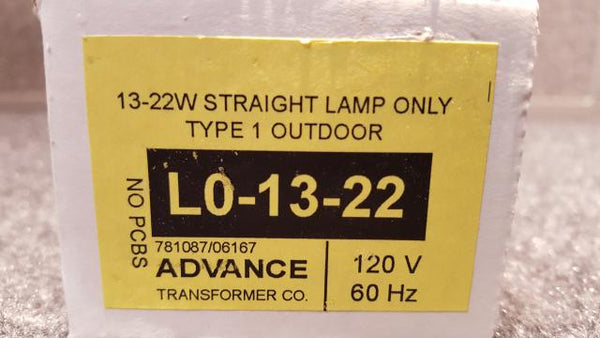 13-22W STRAIGHT LAMP ONLY
TYPE 1 OUTDOOR
L0-13-22
NO PCBS
781087/06167
ADVANCE
TRANSFORMER CO.
120 V
60 Hz